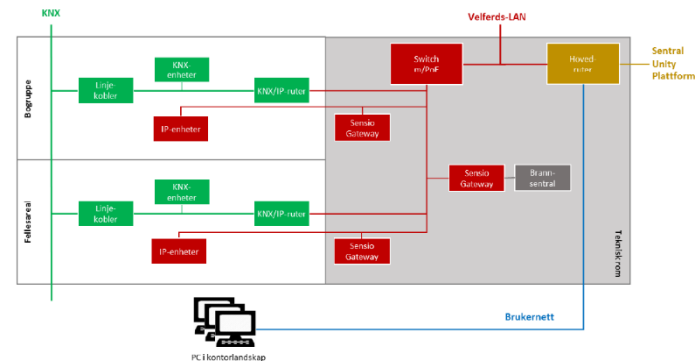 KNX
Velferds-LAN
Bogruppe
KNX-
enheter
Linje-
kobler
KNX/IP-ruter
IP-enheter
Sensio
Gateway
Switch
m/PoE
Hoved-
ruter
Sentral
Unity
Plattform
Sensio
Gateway
Brann-
sentral
Fellesareal
KNX-
enheter
Linje-
kobler
KNX/IP-ruter
IP-enheter
Sensio
Gateway
Teknisk rom
Brukernett
PC i kontorlandskap